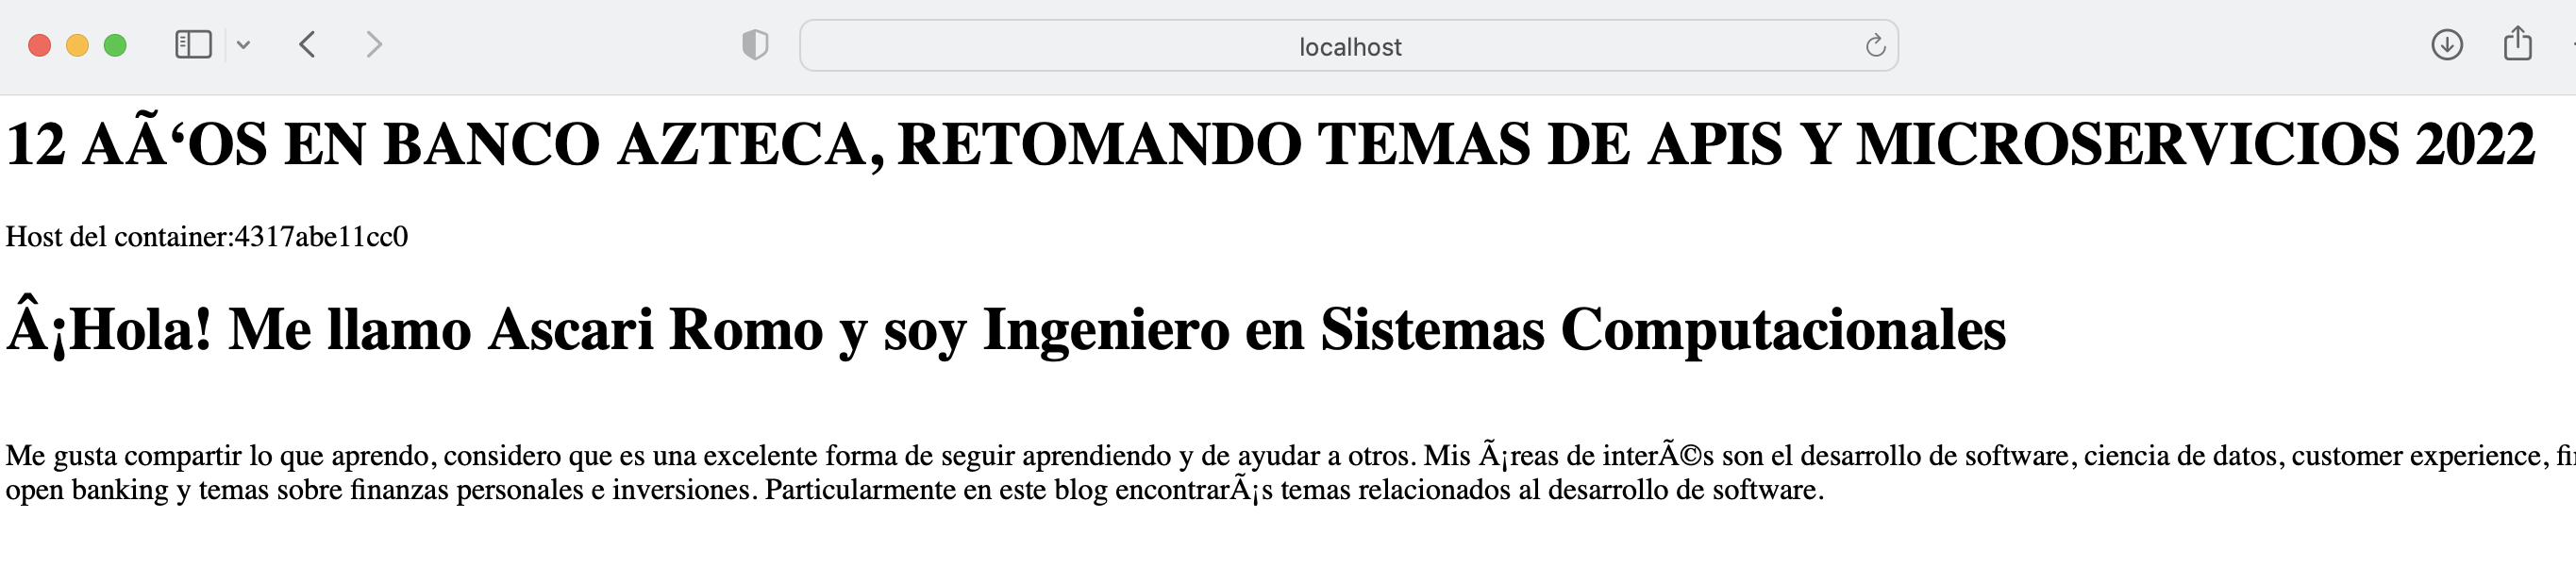 localhost
12 AÃ‘OS EN BANCO AZTECA, RETOMANDO TEMAS DE APIS Y MICROSERVICIOS 2022
Host del container:4317abe11cc0
Â¡Hola! Me llamo Ascari Romo y soy Ingeniero en Sistemas Computacionales
Me gusta compartir lo que aprendo, considero que es una excelente forma de seguir aprendiendo y de ayudar a otros. Mis Ã¡reas de interÃ©s son el desarrollo de software, ciencia de datos, customer experience,
open banking y temas sobre finanzas personales e inversiones. Particularmente en este blog encontrarÃ¡s temas relacionados al desarrollo de software.